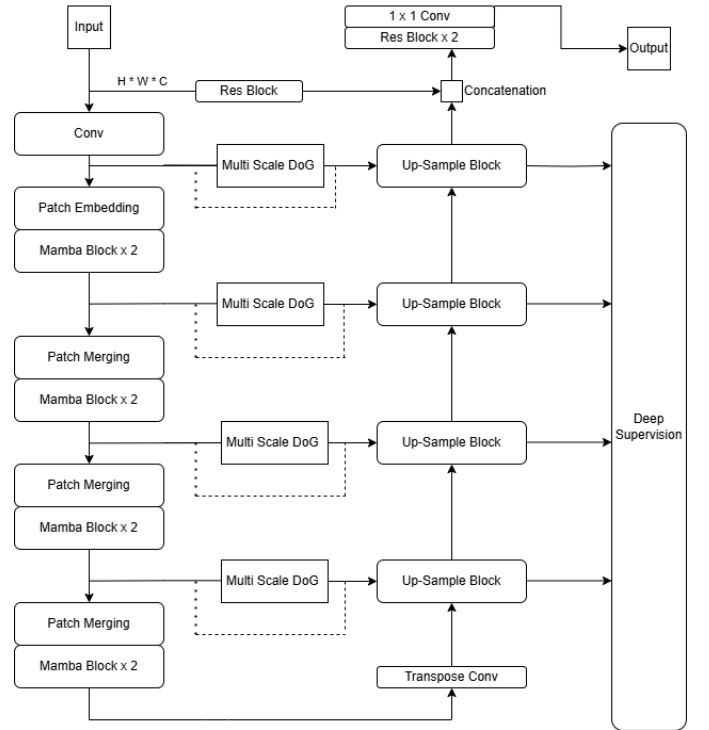 Input
1 x 1 Conv
Res Block x 2
Output
H * W * C
Res Block
Concatenation
Conv
Multi Scale DoG
Up-Sample Block
Patch Embedding
Mamba Block x 2
Multi Scale DoG
Up-Sample Block
Patch Merging
Mamba Block x 2
Deep
Supervision
Multi Scale DoG
Up-Sample Block
Patch Merging
Mamba Block x 2
Multi Scale DoG
Up-Sample Block
Patch Merging
Mamba Block x 2
Transpose Conv